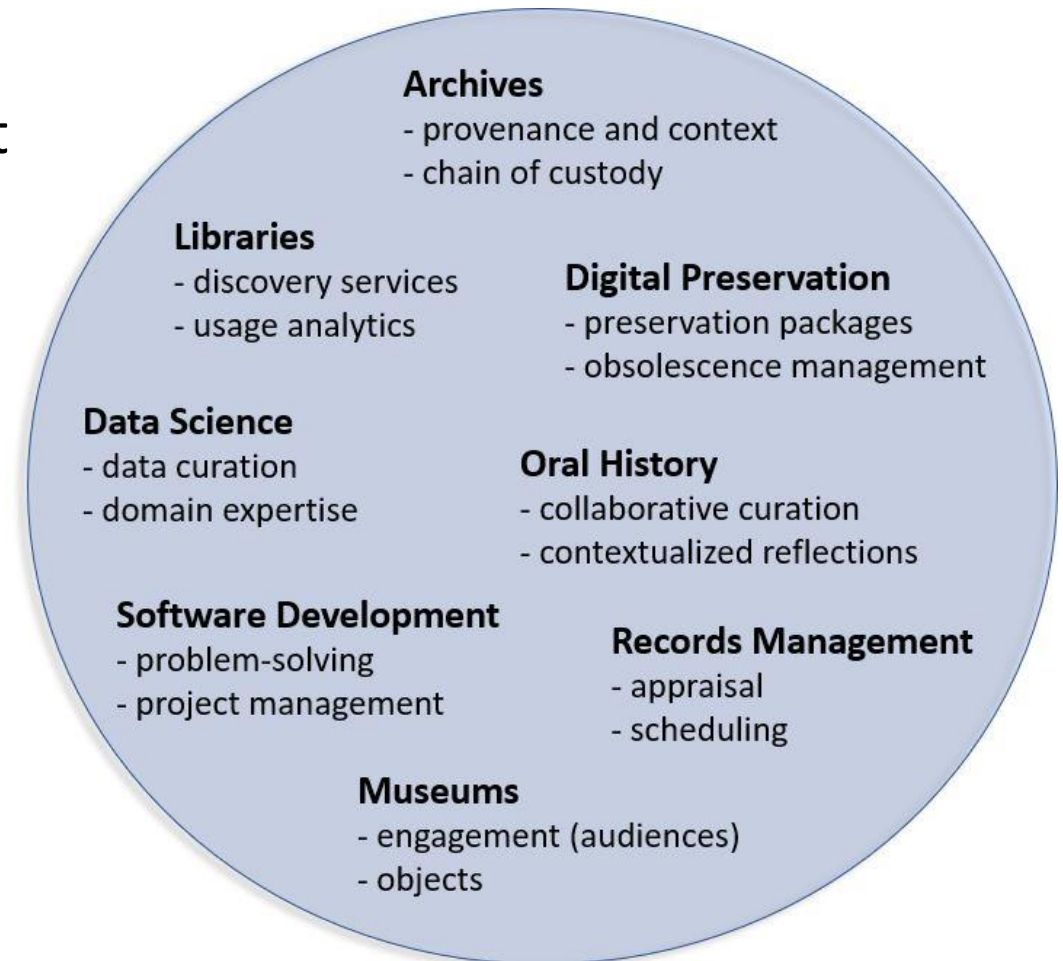 t
Archives
- provenance and context
- chain of custody
Libraries
- discovery services
- usage analytics
Digital Preservation
- preservation packages
- obsolescence management
Data Science
- data curation
- domain expertise
Oral History
- collaborative curation
- contextualized reflections
Software Development
- problem-solving
- project management
Records Management
- appraisal
- scheduling
Museums
- engagement (audiences)
- objects